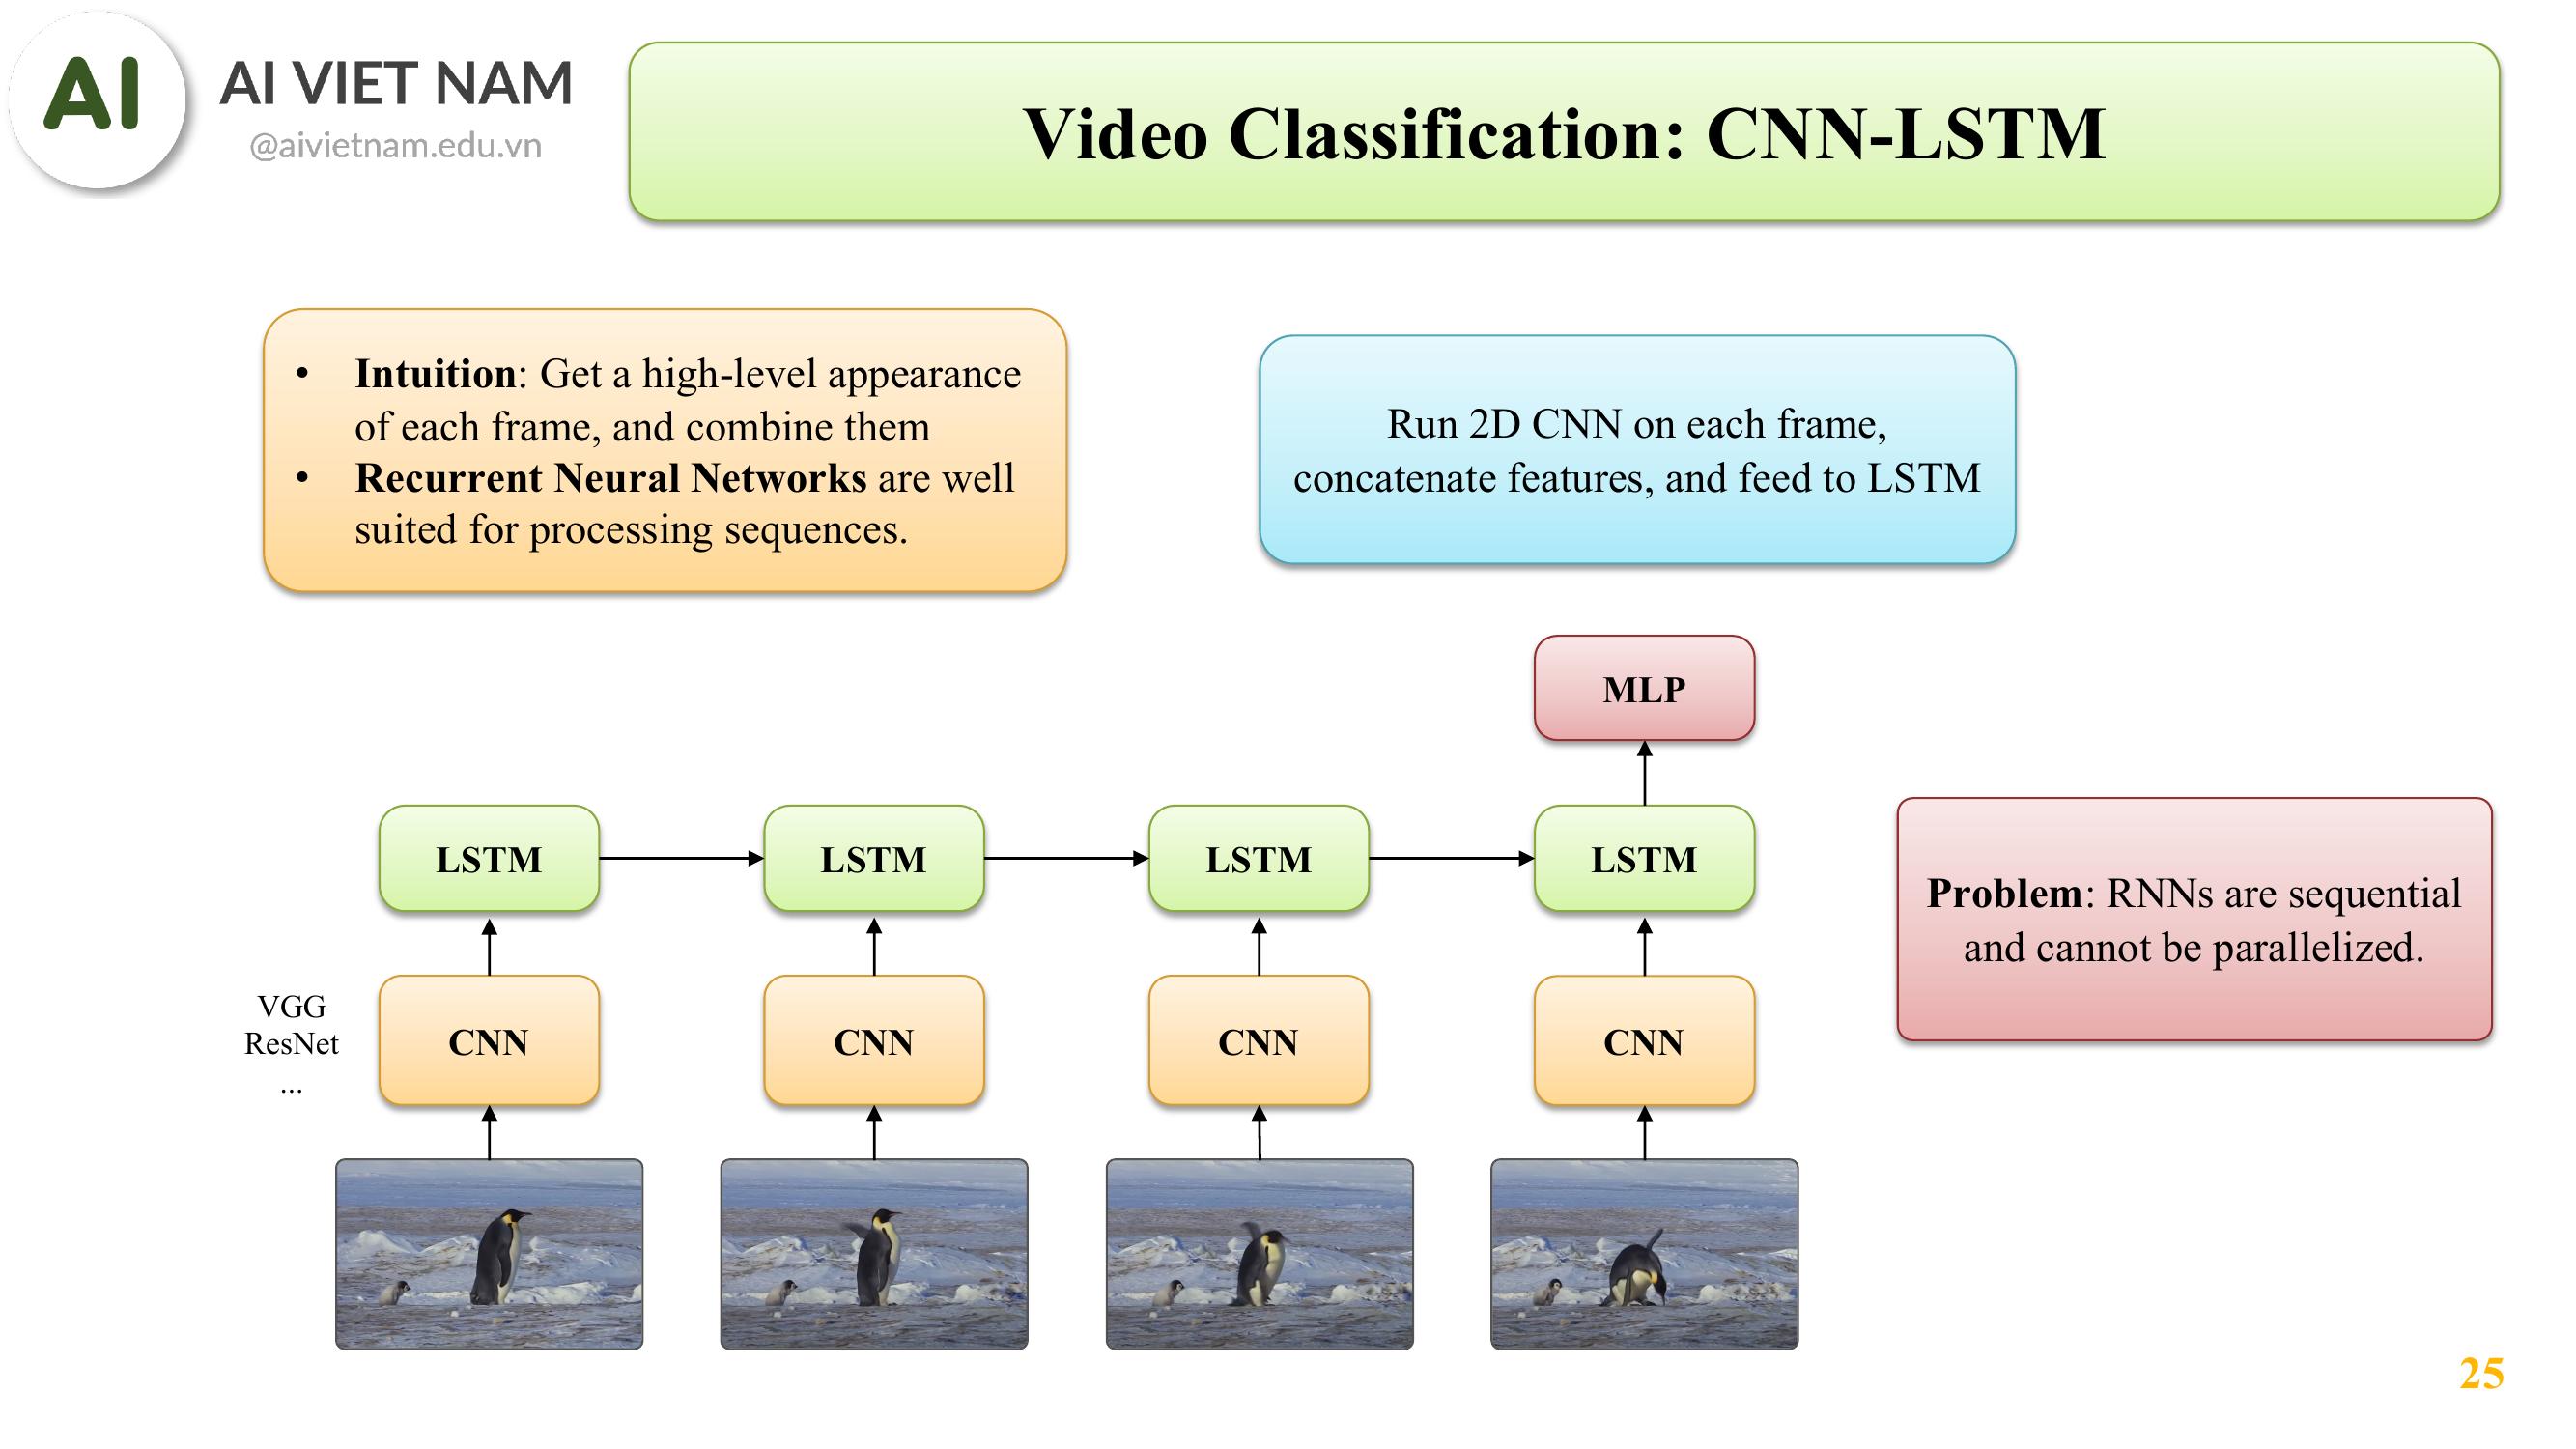 AI
AI VIET NAM
@aivietnam.edu.vn
Video Classification: CNN-LSTM
• Intuition: Get a high-level appearance
of each frame, and combine them
• Recurrent Neural Networks are well
suited for processing sequences.
Run 2D CNN on each frame,
concatenate features, and feed to LSTM
MLP
LSTM
LSTM
LSTM
LSTM
Problem: RNNs are sequential
and cannot be parallelized.
VGG
ResNet
...
CNN
CNN
CNN
CNN
25